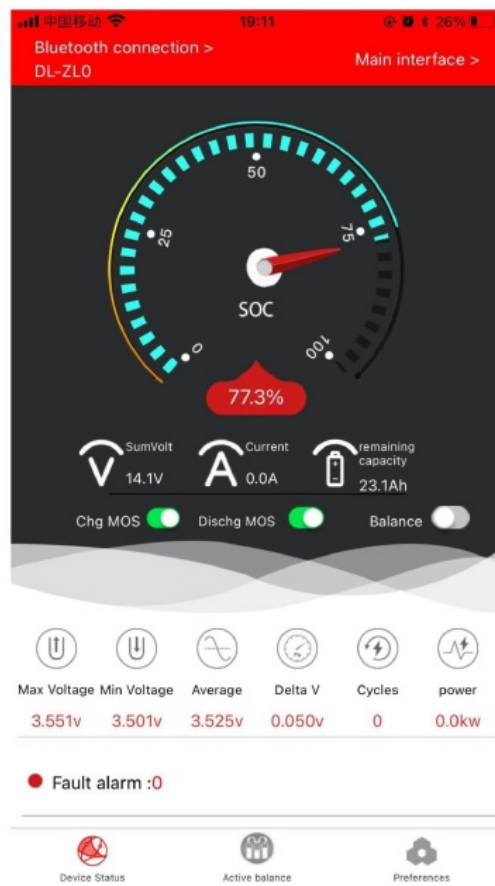 中国移动 19:11 26%
Bluetooth connection >
DL-ZL0
Main interface >
0
25
50
75
100
SOC
77.3%
SumVolt
V 14.1V
Current
A 0.0A
remaining
capacity
23.1Ah
Chg MOS Dischg MOS Balance
Max Voltage Min Voltage Average Delta V Cycles power
3.551v 3.501v 3.525v 0.050v 0 0.0kw
Fault alarm :0
Device Status Active balance Preferences